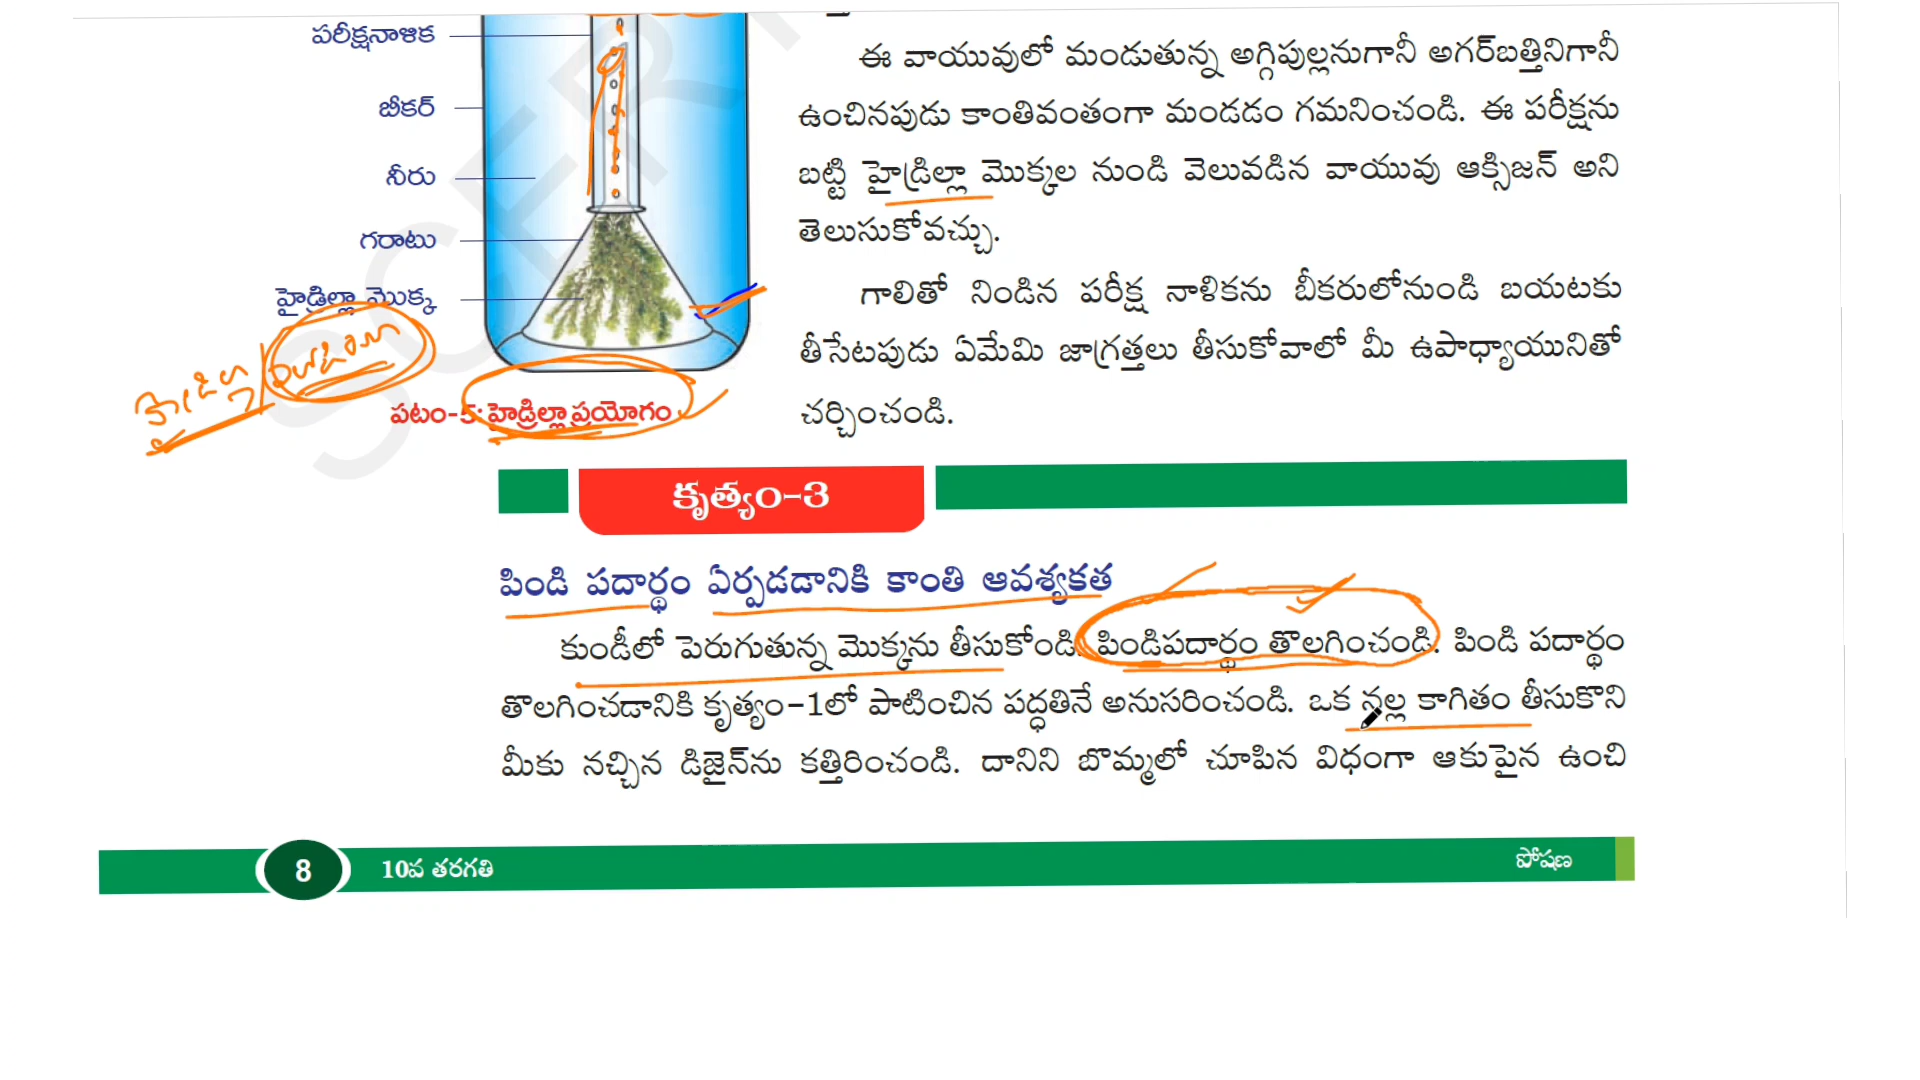 పరీక్షనాళిక
బీకర్
నీరు
గరాటు
హైడ్రిల్లా మొక్క
పటం-5: హైడ్రిల్లా ప్రయోగం
ఈ వాయువులో మండుతున్న అగ్గిపుల్లనుగానీ అగర్‌బత్తినిగానీ
ఉంచినపుడు కాంతివంతంగా మండడం గమనించండి. ఈ పరీక్షను
బట్టి హైడ్రిల్లా మొక్కల నుండి వెలువడిన వాయువు ఆక్సిజన్ అని
తెలుసుకోవచ్చు.
గాలితో నిండిన పరీక్ష నాళికను బీకరులోనుండి బయటకు
తీసేటపుడు ఏమేమి జాగ్రత్తలు తీసుకోవాలో మీ ఉపాధ్యాయునితో
చర్చించండి.
కృత్యం-3
పిండి పదార్థం ఏర్పడడానికి కాంతి ఆవశ్యకత
కుండీలో పెరుగుతున్న మొక్కను తీసుకోండి. పిండిపదార్థం తొలగించండి. పిండి పదార్థం
తొలగించడానికి కృత్యం-1లో పాటించిన పద్ధతినే అనుసరించండి. ఒక నల్ల కాగితం తీసుకొని
మీకు నచ్చిన డిజైన్‌ను కత్తిరించండి. దానిని బొమ్మలో చూపిన విధంగా ఆకుపైన ఉంచి
8 10వ తరగతి పోషణ